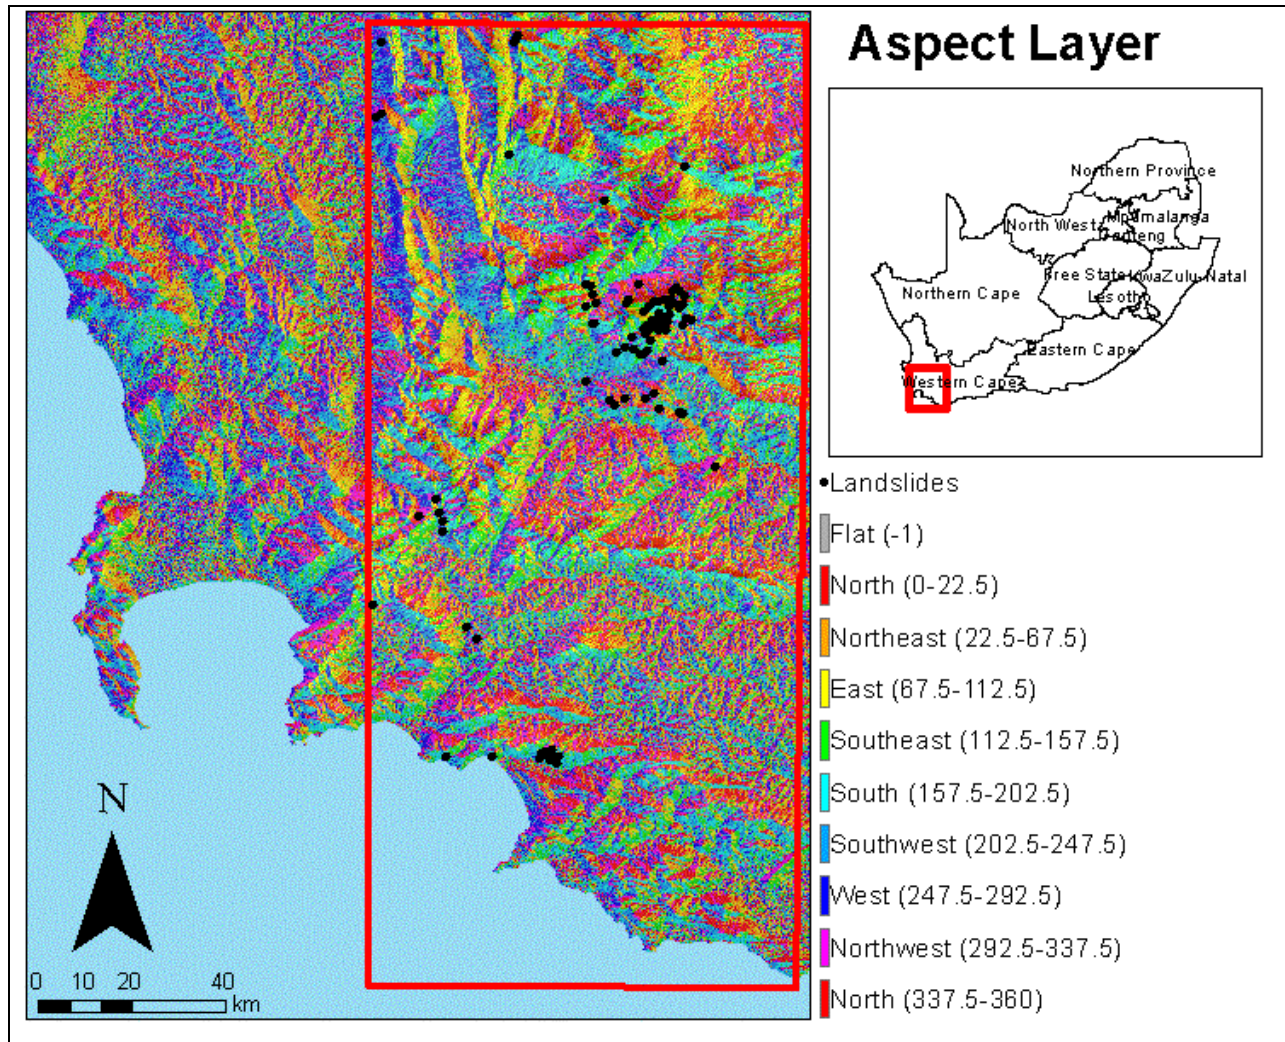 Aspect Layer
Northern Province
North West
Mpumalanga
Gauteng
Free State
KwaZulu-Natal
Lesotho
Northern Cape
Eastern Cape
Western Cape
Landslides
Flat (-1)
North (0-22.5)
Northeast (22.5-67.5)
East (67.5-112.5)
Southeast (112.5-157.5)
South (157.5-202.5)
Southwest (202.5-247.5)
West (247.5-292.5)
Northwest (292.5-337.5)
North (337.5-360)
N
0 10 20 40
km